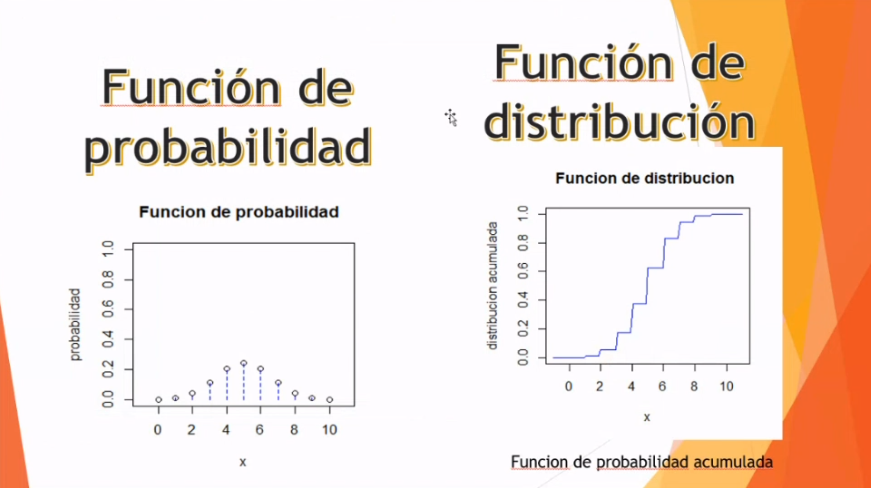 Función de
probabilidad
Funcion de probabilidad
probabilidad
0.0 0.2 0.4 0.6 0.8 1.0
0 2 4 6 8 10
x
Función de
distribución
Funcion de distribucion
distribucion acumulada
0.0 0.2 0.4 0.6 0.8 1.0
0 2 4 6 8 10
x
Funcion de probabilidad acumulada